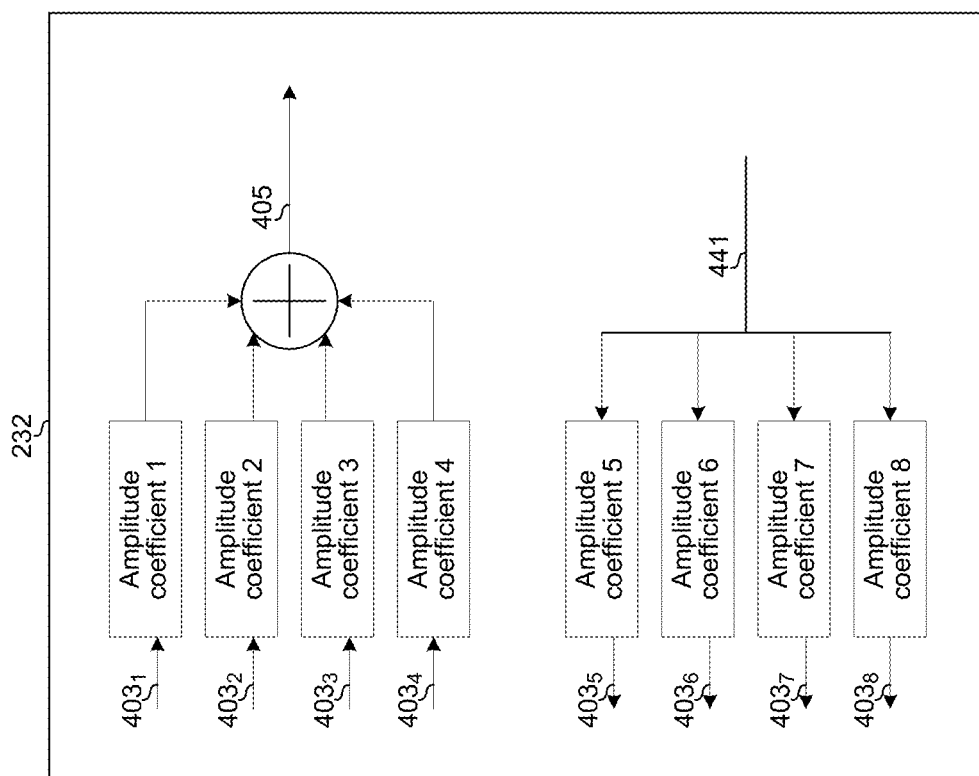 232
403₁
Amplitude
coefficient 1
403₂
Amplitude
coefficient 2
403₃
Amplitude
coefficient 3
403₄
Amplitude
coefficient 4
405
403₅
Amplitude
coefficient 5
403₆
Amplitude
coefficient 6
403₇
Amplitude
coefficient 7
403₈
Amplitude
coefficient 8
441